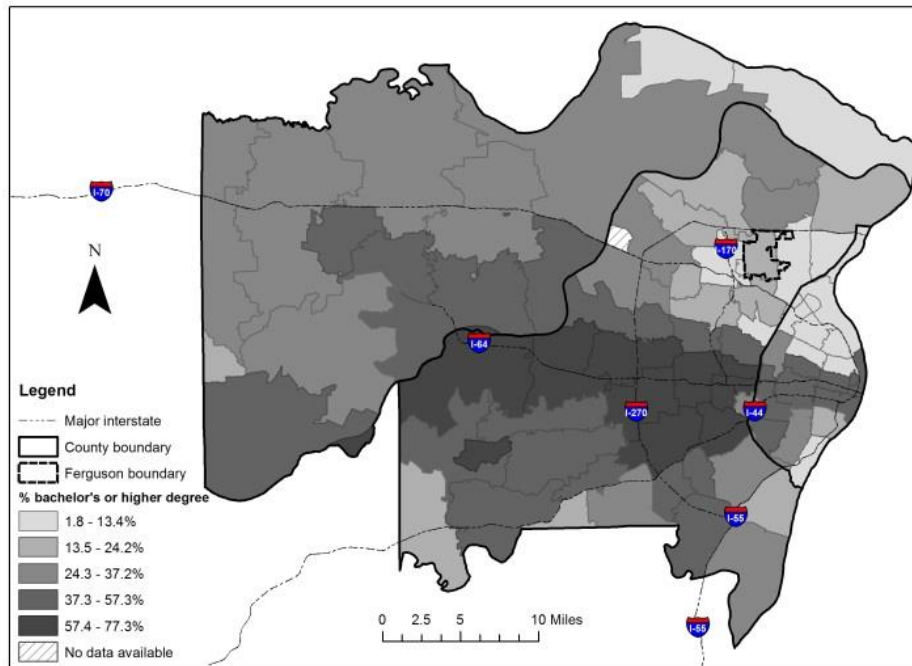 I-70
N
I-170
I-64
I-270
I-44
I-55
I-55
Legend
Major interstate
County boundary
Ferguson boundary
% bachelor's or higher degree
1.8 - 13.4%
13.5 - 24.2%
24.3 - 37.2%
37.3 - 57.3%
57.4 - 77.3%
No data available
0 2.5 5 10 Miles